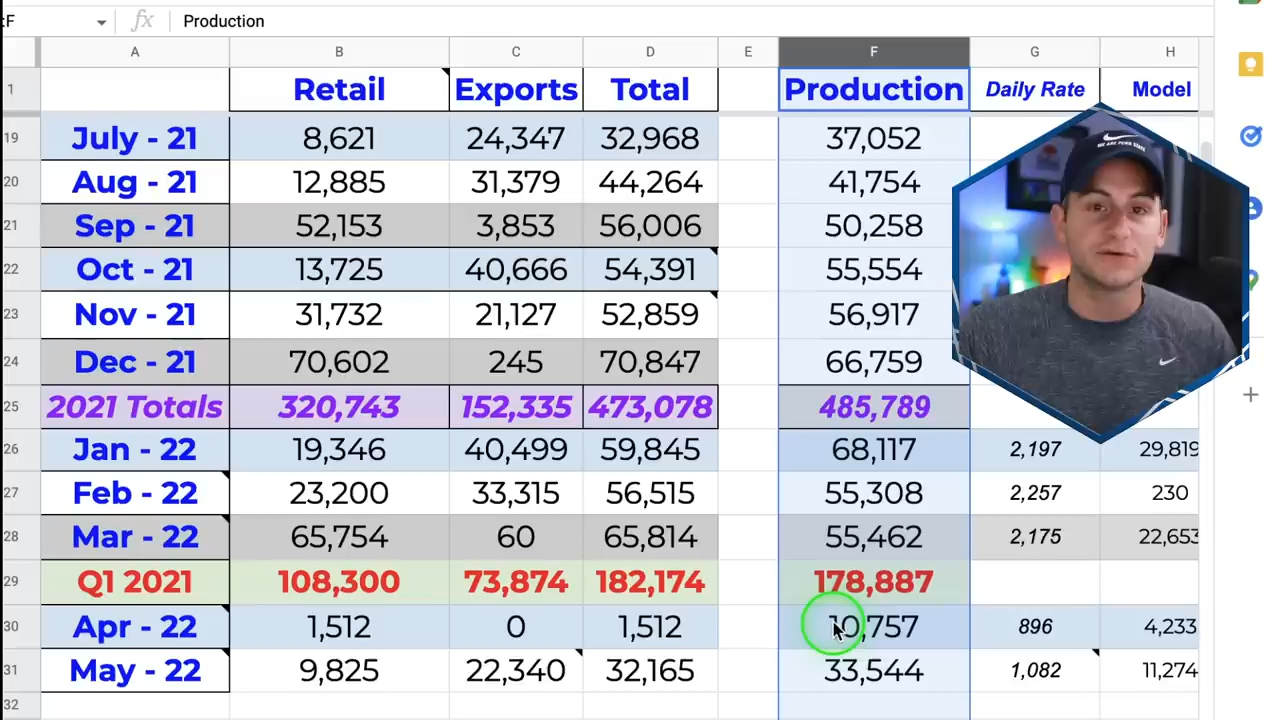 :F fx Production
A B C D E F G H
1 Retail Exports Total Production Daily Rate Model
19 July - 21 8,621 24,347 32,968 37,052
20 Aug - 21 12,885 31,379 44,264 41,754
21 Sep - 21 52,153 3,853 56,006 50,258
22 Oct - 21 13,725 40,666 54,391 55,554
23 Nov - 21 31,732 21,127 52,859 56,917
24 Dec - 21 70,602 245 70,847 66,759
25 2021 Totals 320,743 152,335 473,078 485,789
26 Jan - 22 19,346 40,499 59,845 68,117 2,197 29,819
27 Feb - 22 23,200 33,315 56,515 55,308 2,257 230
28 Mar - 22 65,754 60 65,814 55,462 2,175 22,653
29 Q1 2021 108,300 73,874 182,174 178,887
30 Apr - 22 1,512 0 1,512 10,757 896 4,233
31 May - 22 9,825 22,340 32,165 33,544 1,082 11,274
32